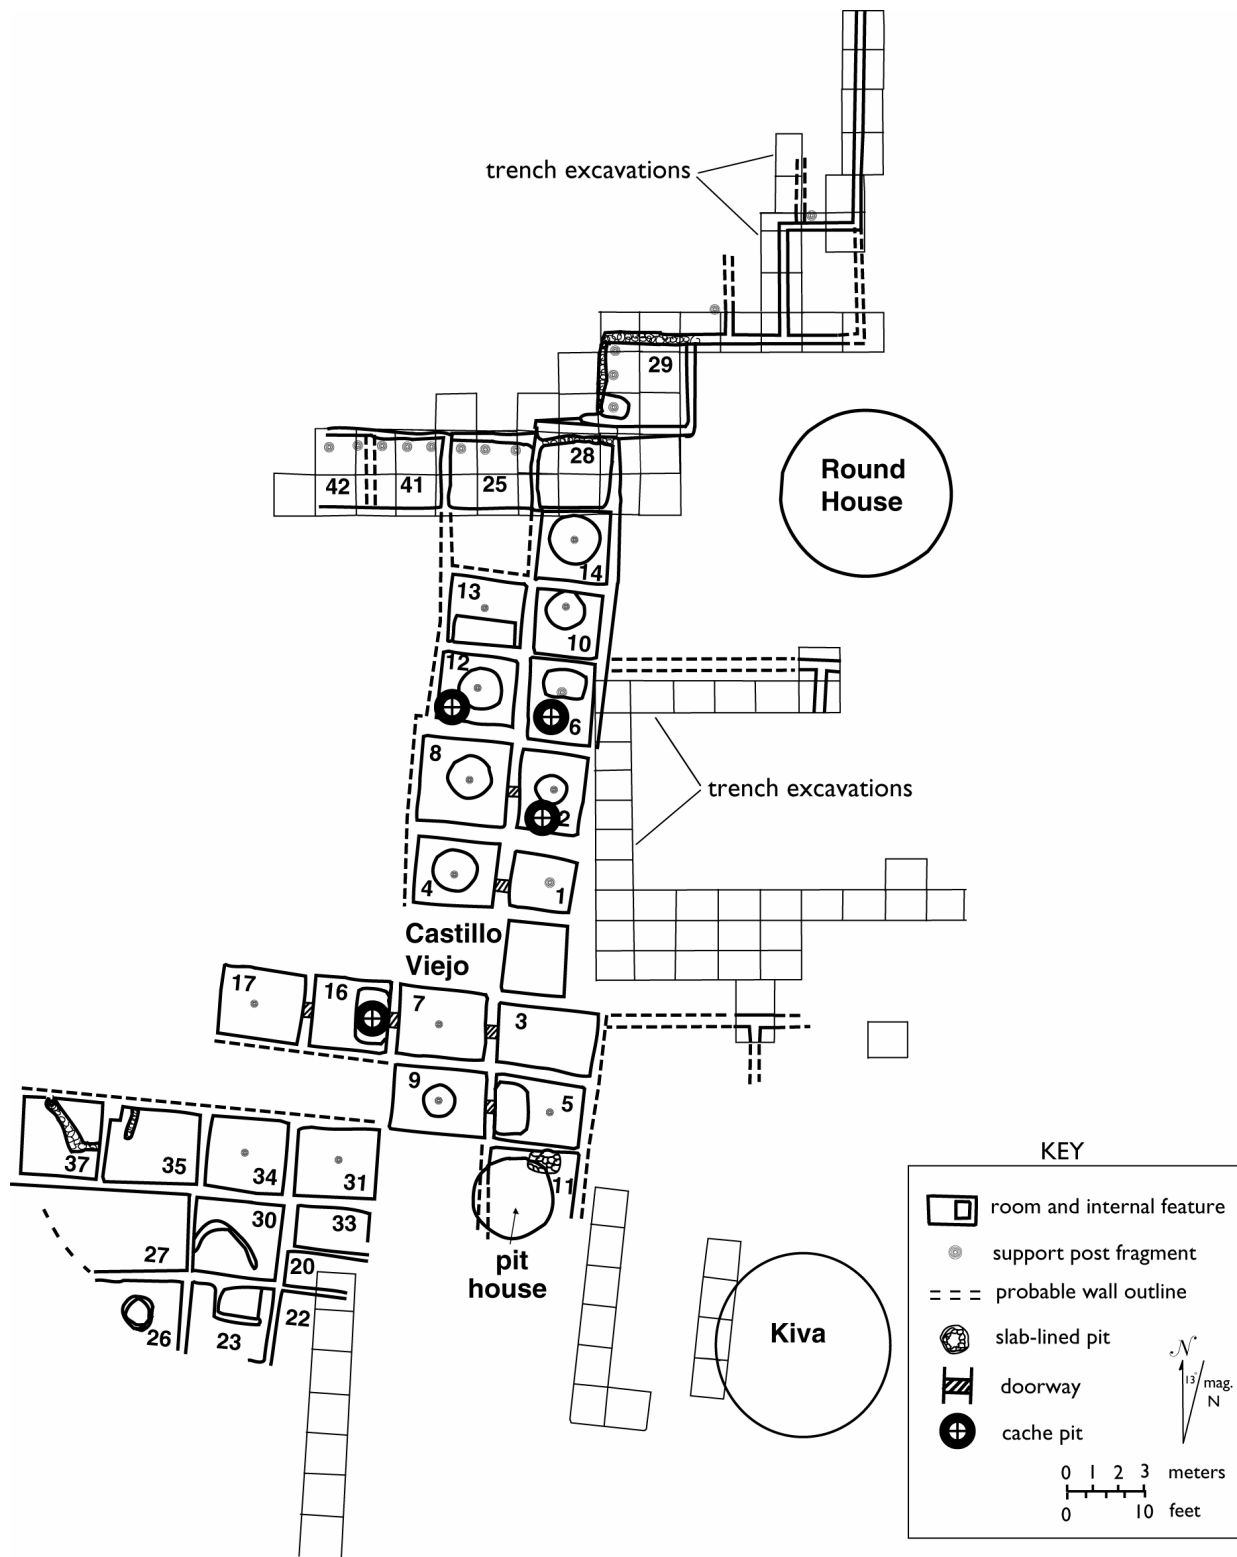 trench excavations
29
Round
House
28
42
41
25
14
13
10
12
6
8
2
trench excavations
4
1
Castillo
Viejo
17
16
7
3
9
5
37
35
34
31
11
30
33
27
20
pit
house
26
23
22
Kiva
KEY
room and internal feature
support post fragment
probable wall outline
slab-lined pit
doorway
cache pit
N
13°
mag.
N
0 1 2 3 meters
0 10 feet